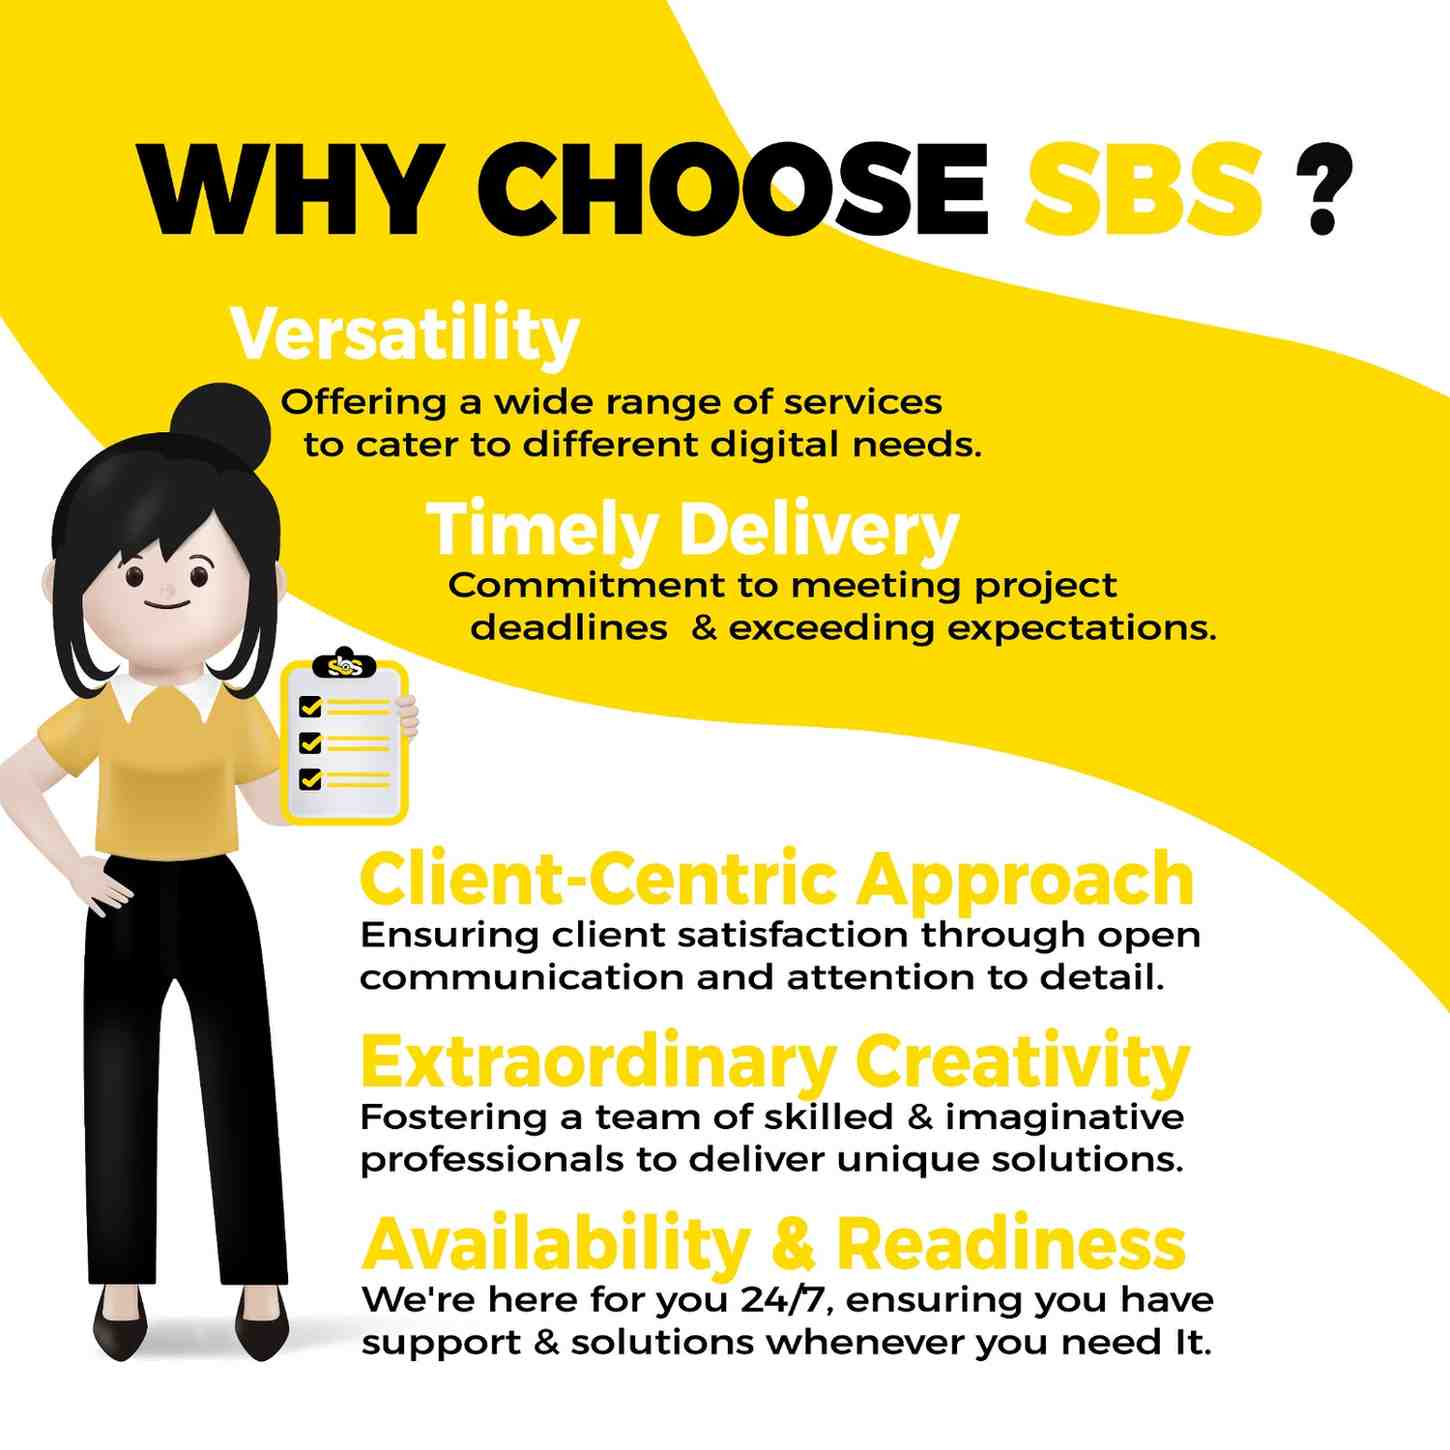 WHY CHOOSE SBS ?
Versatility
Offering a wide range of services
to cater to different digital needs.
Timely Delivery
Commitment to meeting project
deadlines & exceeding expectations.
sbs
Client-Centric Approach
Ensuring client satisfaction through open
communication and attention to detail.
Extraordinary Creativity
Fostering a team of skilled & imaginative
professionals to deliver unique solutions.
Availability & Readiness
We're here for you 24/7, ensuring you have
support & solutions whenever you need It.